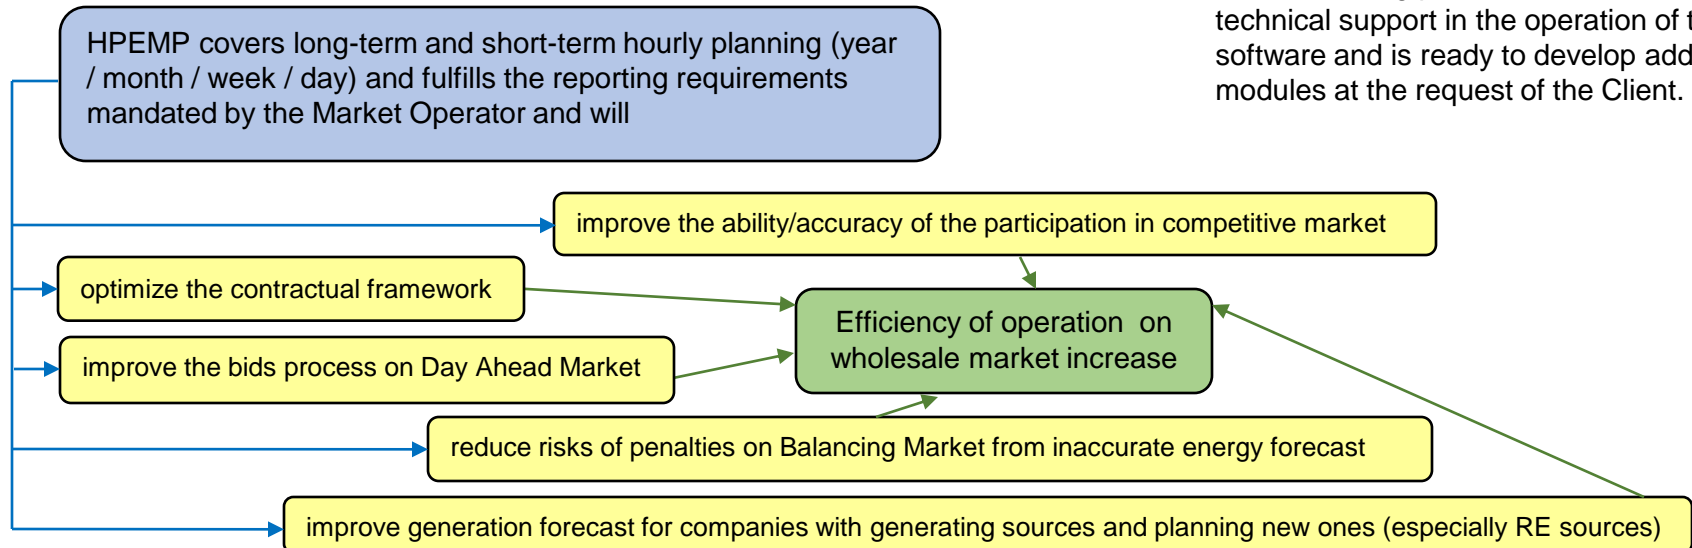 technical support in the operation of
software and is ready to develop
modules at the request of the Client.
HPEMP covers long-term and short-term hourly planning (year
/ month / week / day) and fulfills the reporting requirements
mandated by the Market Operator and will
improve the ability/accuracy of the participation in competitive market
optimize the contractual framework
Efficiency of operation on
wholesale market increase
improve the bids process on Day Ahead Market
reduce risks of penalties on Balancing Market from inaccurate energy forecast
improve generation forecast for companies with generating sources and planning new ones (especially RE sources)